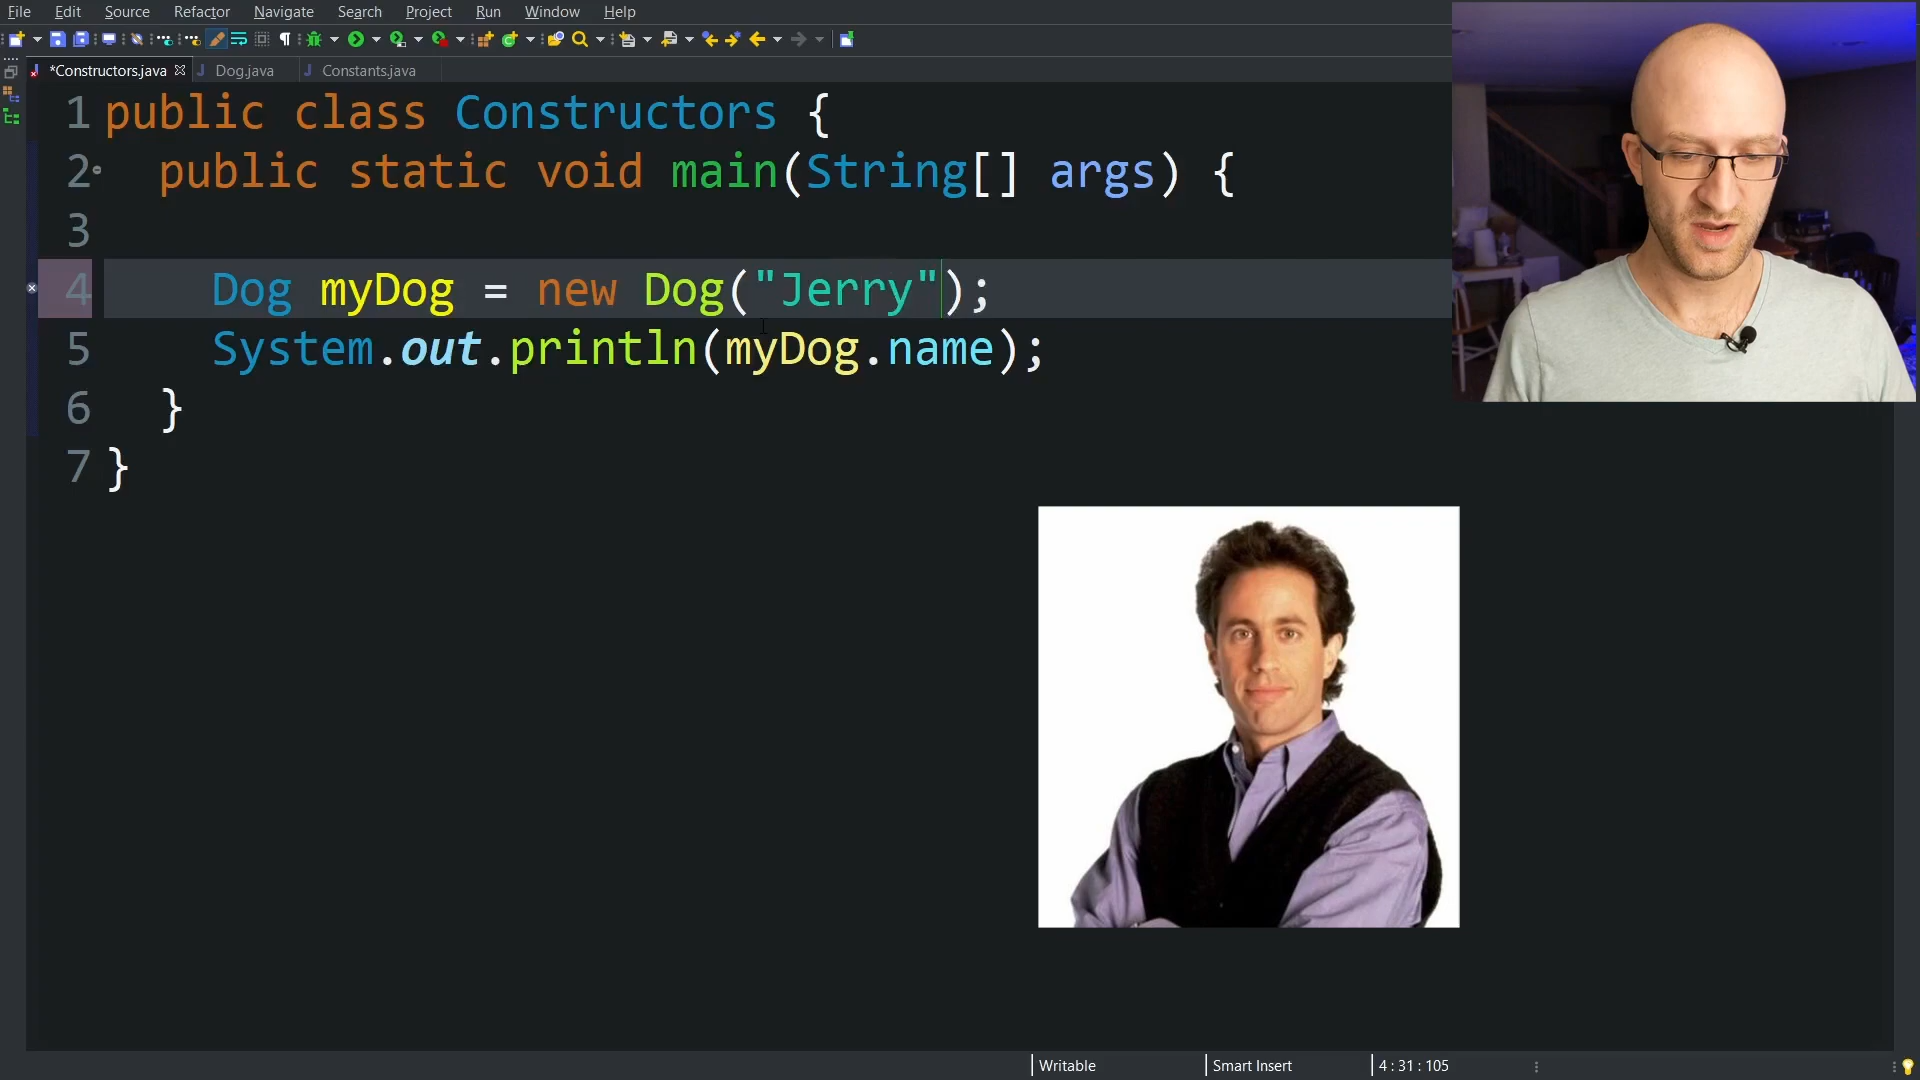 File Edit Source Refactor Navigate Search Project Run Window Help
*Constructors.java Dog.java Constants.java
1 public class Constructors {
2 public static void main(String[] args) {
3
4 Dog myDog = new Dog("Jerry");
5 System.out.println(myDog.name);
6 }
7 }
Writable Smart Insert 4 : 31 : 105